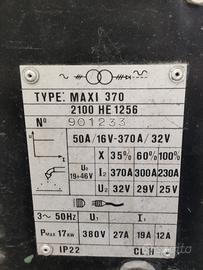 TYPE: MAXI 370
2100 HE 1256
Nº 901233
50A/16V-370A/32V
X 35% 60% 100%
U₀ 19÷46V I₂ 370A 300A 230A
U₂ 32V 29V 25V
3~ 50Hz U₁ I₁
PMAX 17KW 380V 27A 19A 12A
IP22 CL.H